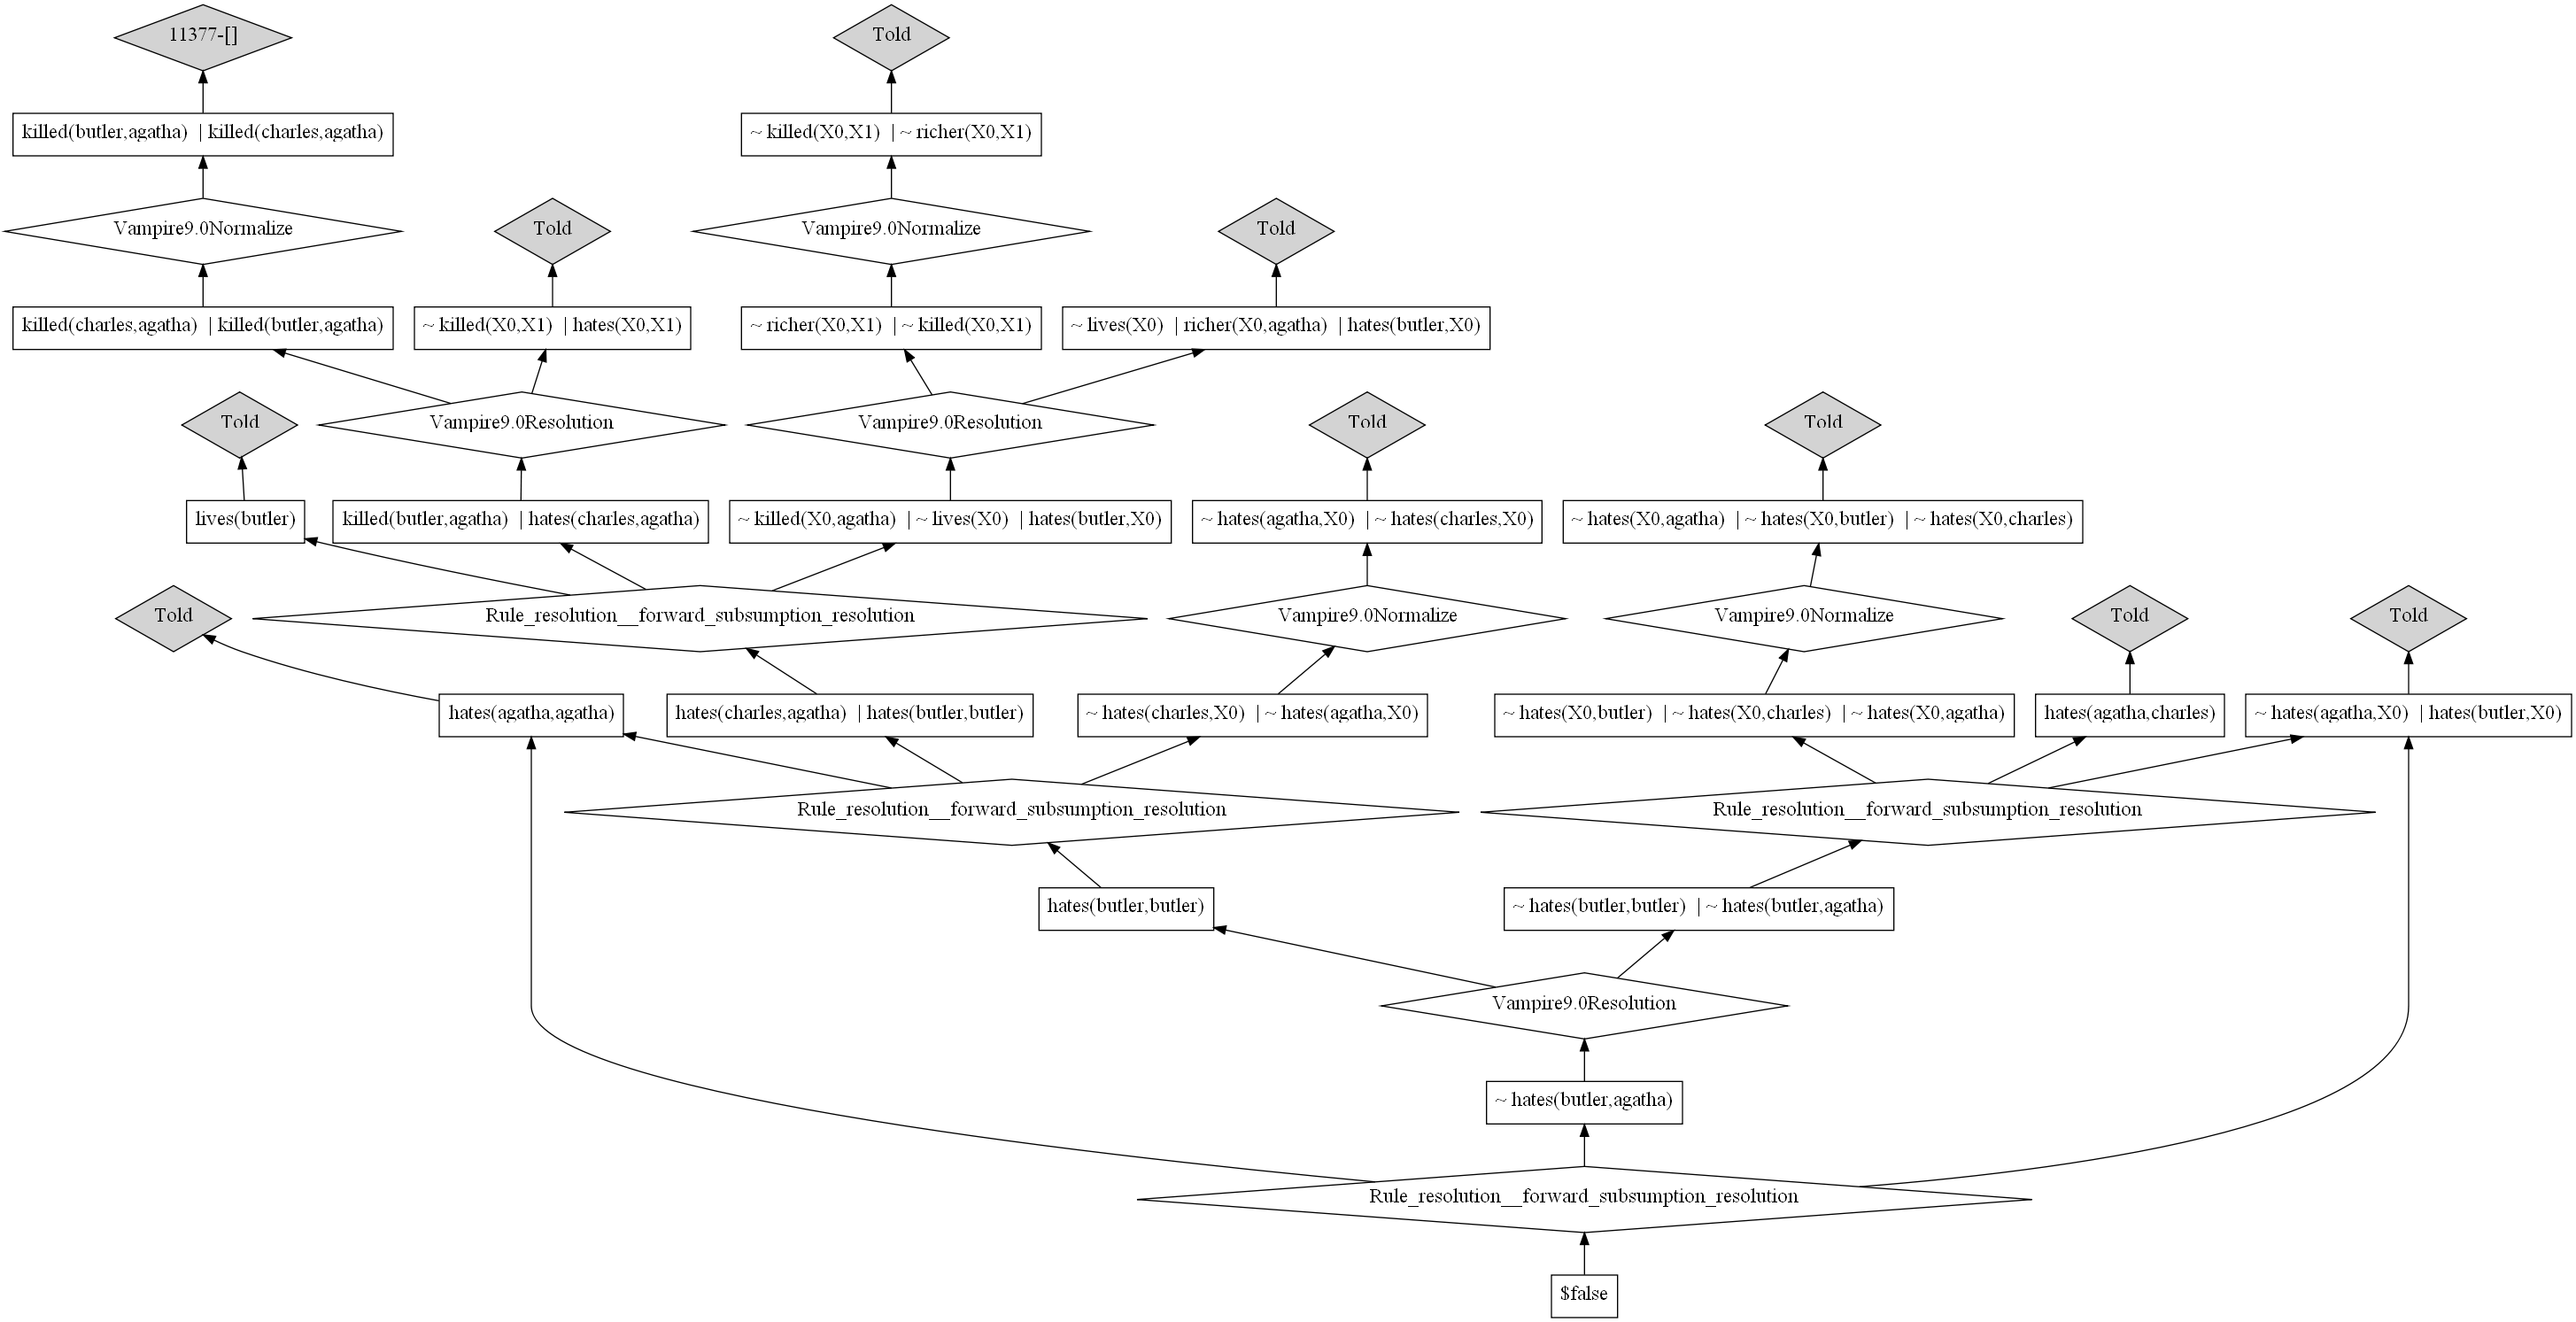 11377-[]
Told
killed(butler,agatha) | killed(charles,agatha)
~ killed(X0,X1) | ~ richer(X0,X1)
Vampire9.0Normalize
Told
Vampire9.0Normalize
Told
killed(charles,agatha) | killed(butler,agatha)
~ killed(X0,X1) | hates(X0,X1)
~ richer(X0,X1) | ~ killed(X0,X1)
~ lives(X0) | richer(X0,agatha) | hates(butler,X0)
Told
Vampire9.0Resolution
Vampire9.0Resolution
Told
Told
lives(butler)
killed(butler,agatha) | hates(charles,agatha)
~ killed(X0,agatha) | ~ lives(X0) | hates(butler,X0)
~ hates(agatha,X0) | ~ hates(charles,X0)
~ hates(X0,agatha) | ~ hates(X0,butler) | ~ hates(X0,charles)
Told
Rule_resolution__forward_subsumption_resolution
Vampire9.0Normalize
Vampire9.0Normalize
Told
Told
hates(agatha,agatha)
hates(charles,agatha) | hates(butler,butler)
~ hates(charles,X0) | ~ hates(agatha,X0)
~ hates(X0,butler) | ~ hates(X0,charles) | ~ hates(X0,agatha)
hates(agatha,charles)
~ hates(agatha,X0) | hates(butler,X0)
Rule_resolution__forward_subsumption_resolution
Rule_resolution__forward_subsumption_resolution
hates(butler,butler)
~ hates(butler,butler) | ~ hates(butler,agatha)
Vampire9.0Resolution
~ hates(butler,agatha)
Rule_resolution__forward_subsumption_resolution
$false